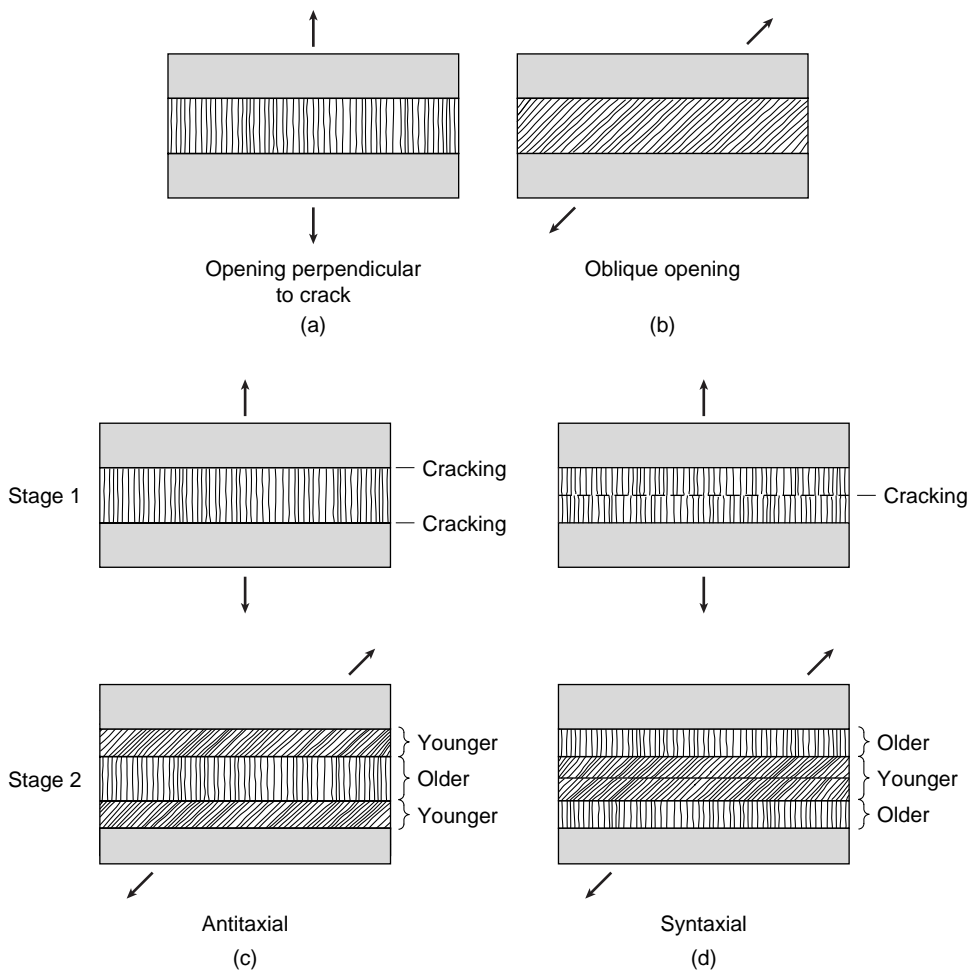 Opening perpendicular
to crack
(a)
Oblique opening
(b)
Stage 1
Cracking
Cracking
Cracking
Stage 2
Younger
Older
Younger
Older
Younger
Older
Antitaxial
(c)
Syntaxial
(d)